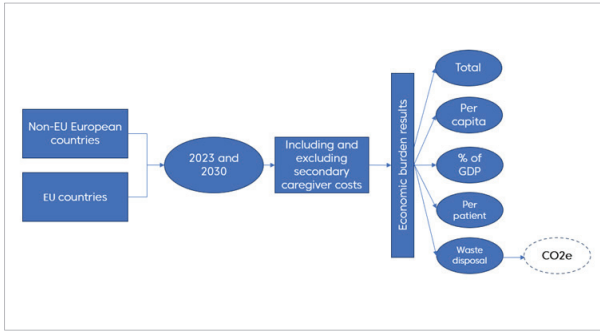 Non-EU European
countries
EU countries
2023 and
2030
Including and
excluding
secondary
caregiver costs
Economic burden results
Total
Per
capita
% of
GDP
Per
patient
Waste
disposal
CO2e